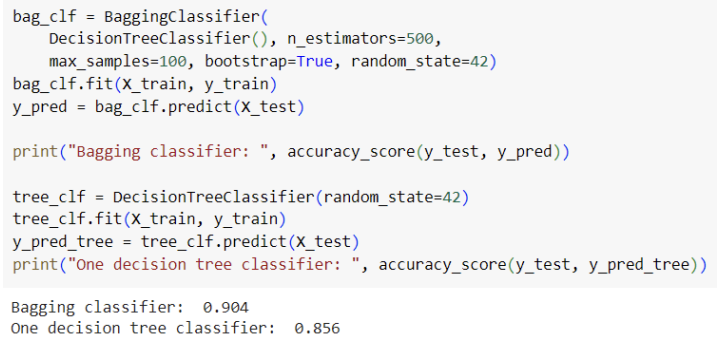 bag_clf = BaggingClassifier(
    DecisionTreeClassifier(), n_estimators=500,
    max_samples=100, bootstrap=True, random_state=42)
bag_clf.fit(X_train, y_train)
y_pred = bag_clf.predict(X_test)

print("Bagging classifier: ", accuracy_score(y_test, y_pred))

tree_clf = DecisionTreeClassifier(random_state=42)
tree_clf.fit(X_train, y_train)
y_pred_tree = tree_clf.predict(X_test)
print("One decision tree classifier: ", accuracy_score(y_test, y_pred_tree))

Bagging classifier:  0.904
One decision tree classifier:  0.856